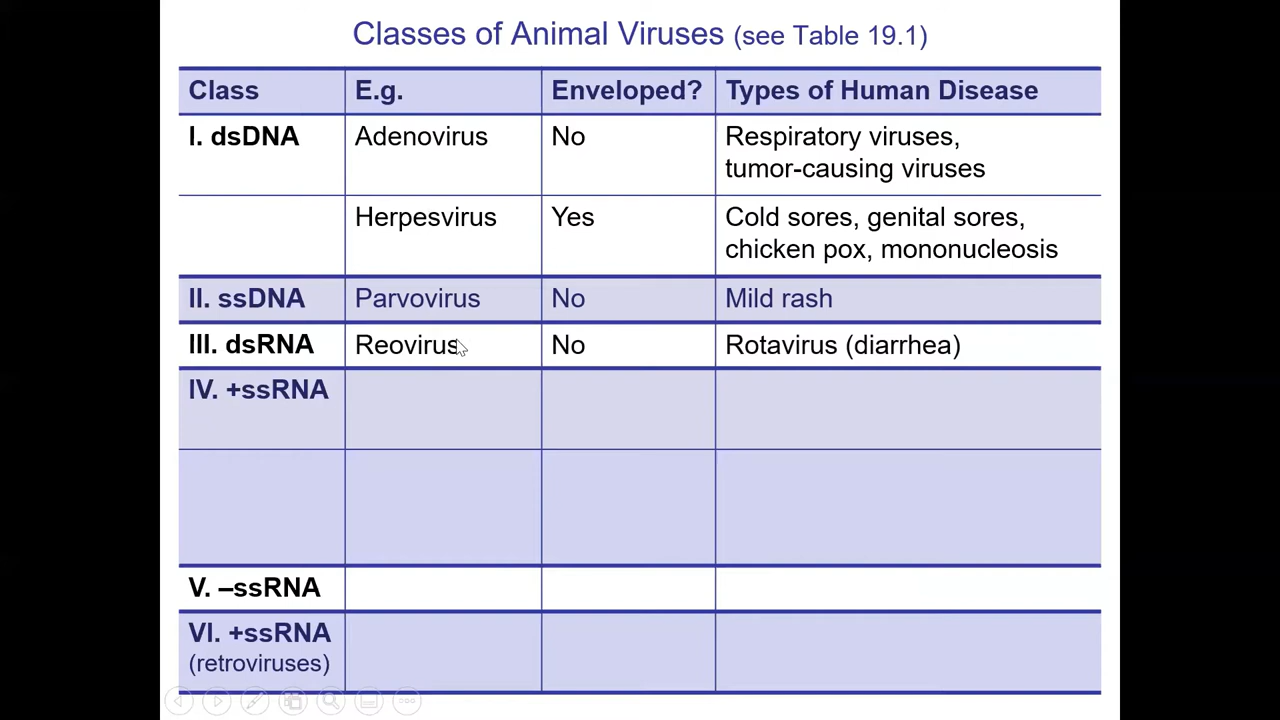 Classes of Animal Viruses (see Table 19.1)
Class E.g. Enveloped? Types of Human Disease
I. dsDNA Adenovirus No Respiratory viruses,
tumor-causing viruses
Herpesvirus Yes Cold sores, genital sores,
chicken pox, mononucleosis
II. ssDNA Parvovirus No Mild rash
III. dsRNA Reovirus No Rotavirus (diarrhea)
IV. +ssRNA
V. –ssRNA
VI. +ssRNA
(retroviruses)